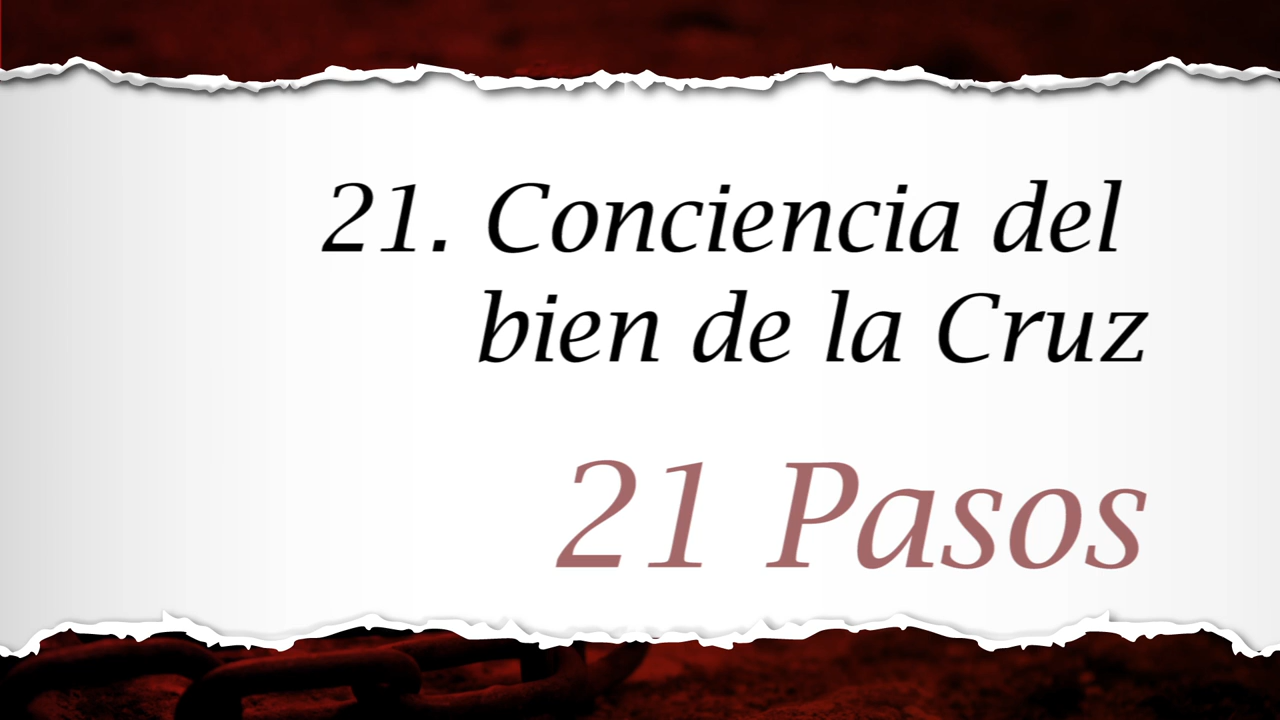 21. Conciencia del
bien de la Cruz
21 Pasos